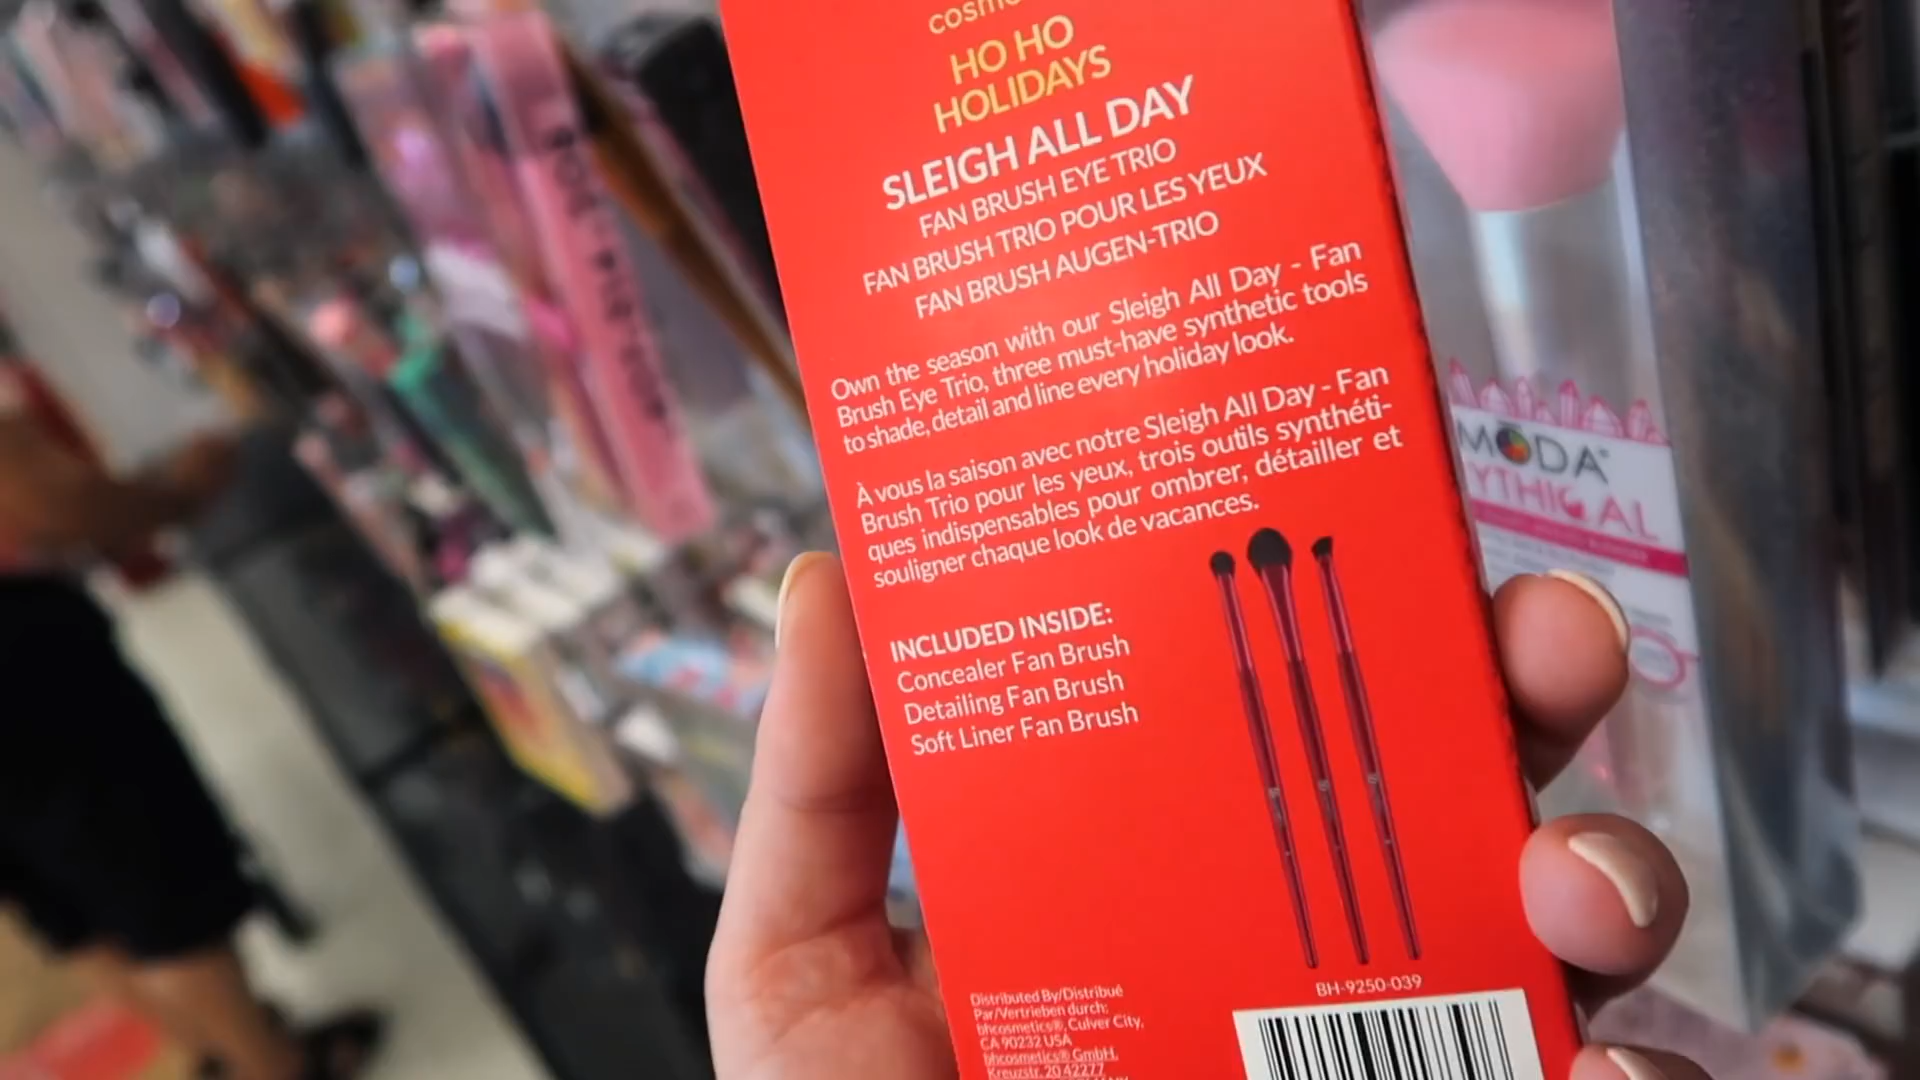 HO HO
HOLIDAYS
SLEIGH ALL DAY
FAN BRUSH EYE TRIO
FAN BRUSH TRIO POUR LES YEUX
FAN BRUSH AUGEN-TRIO
Own the season with our Sleigh All Day - Fan
Brush Eye Trio, three must-have synthetic tools
to shade, detail and line every holiday look.
À vous la saison avec notre Sleigh All Day - Fan
Brush Trio pour les yeux, trois outils synthéti-
ques indispensables pour ombrer, détailler et
souligner chaque look de vacances.
INCLUDED INSIDE:
Concealer Fan Brush
Detailing Fan Brush
Soft Liner Fan Brush
BH-9250-039
Distributed By/Distribué
Par/Vertrieben durch:
bhcosmetics®, Culver City,
CA 90232 USA
bhcosmetics® GmbH,
Kreuzstr. 20 42277
MODA
YTHICAL